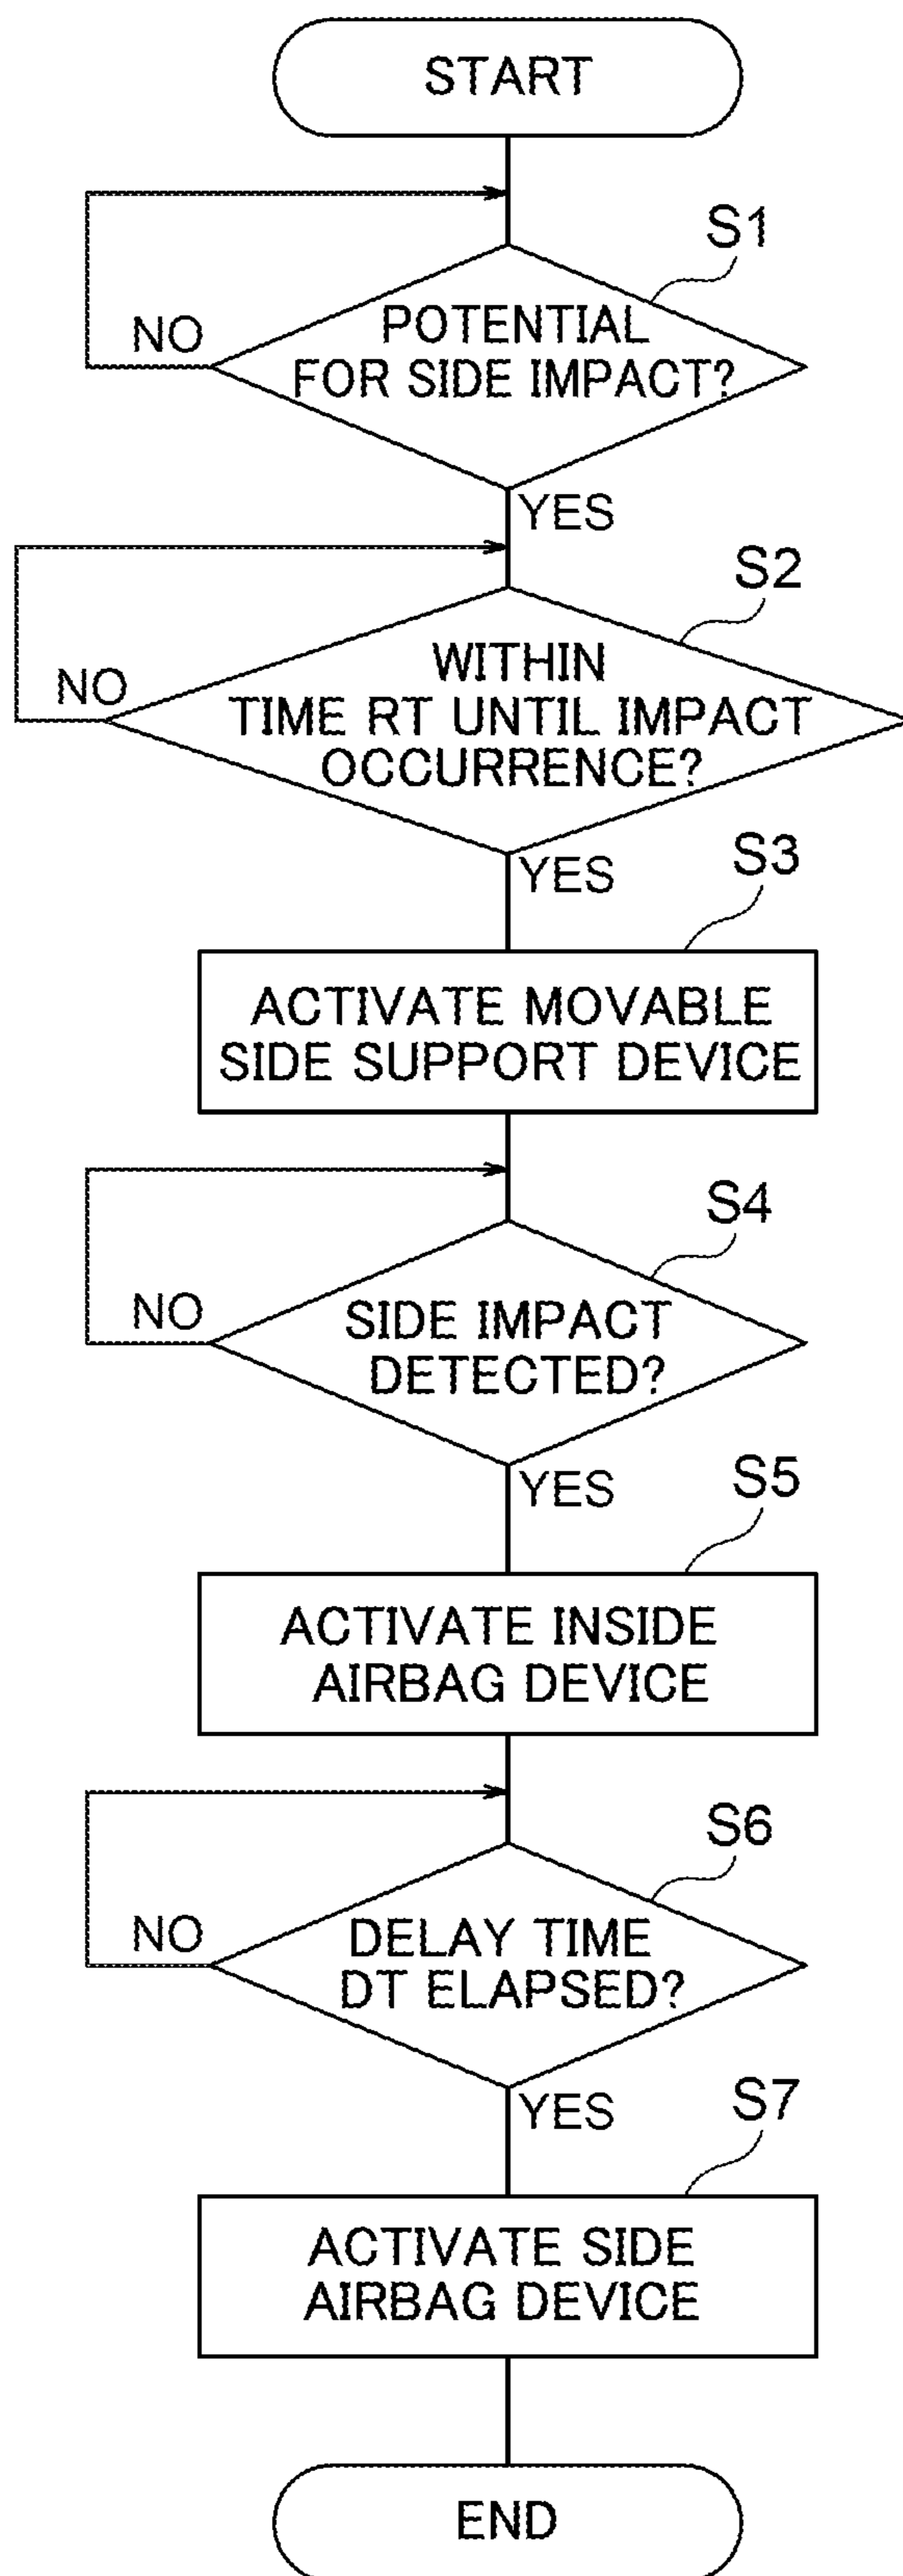 START
S1
POTENTIAL
FOR SIDE IMPACT?
NO
YES
S2
WITHIN
TIME RT UNTIL IMPACT
OCCURRENCE?
NO
YES
S3
ACTIVATE MOVABLE
SIDE SUPPORT DEVICE
S4
SIDE IMPACT
DETECTED?
NO
YES
S5
ACTIVATE INSIDE
AIRBAG DEVICE
S6
DELAY TIME
DT ELAPSED?
NO
YES
S7
ACTIVATE SIDE
AIRBAG DEVICE
END